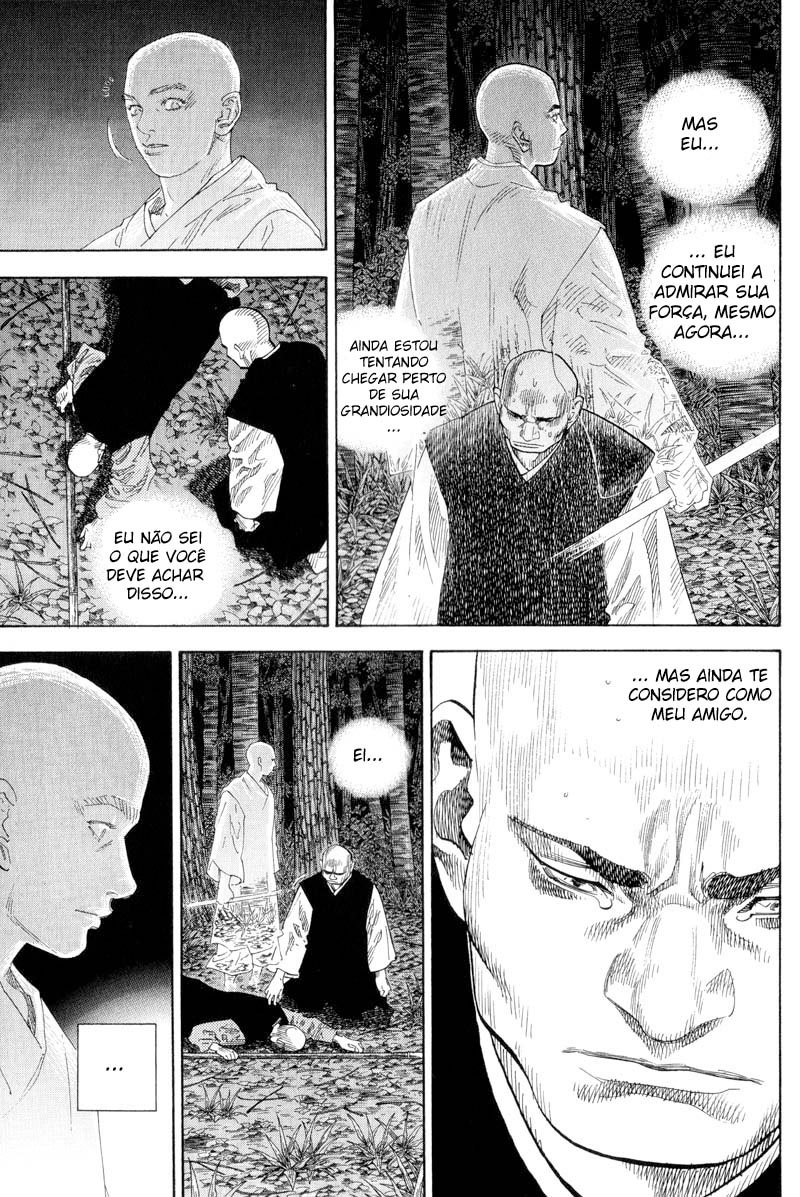 MAS
EU...
... EU
CONTINUEI A
ADMIRAR SUA
FORÇA, MESMO
AGORA...
AINDA ESTOU
TENTANDO
CHEGAR PERTO
DE SUA
GRANDIOSIDADE
...
EU NÃO SEI
O QUE VOCÊ
DEVE ACHAR
DISSO...
... MAS AINDA TE
CONSIDERO COMO
MEU AMIGO.
EI...
...